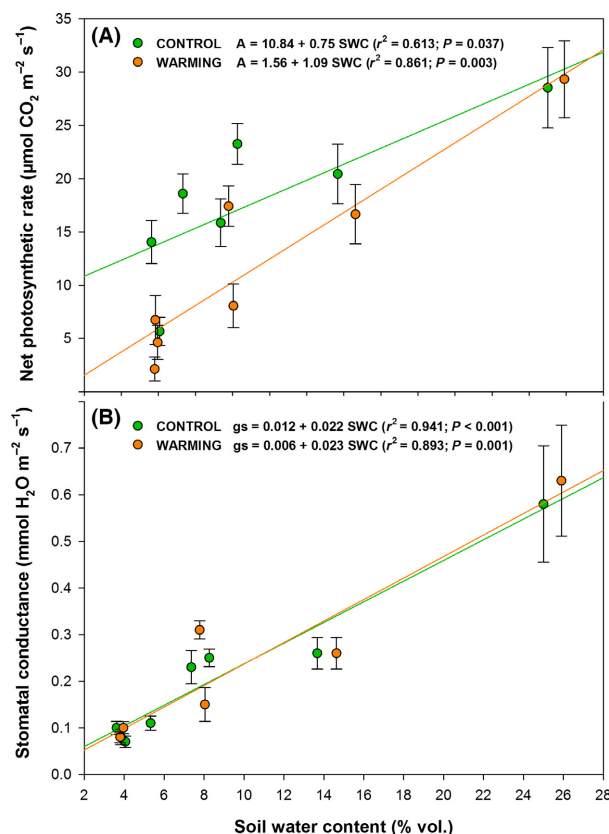 (A)
CONTROL A = 10.84 + 0.75 SWC (r² = 0.613; P = 0.037)
WARMING A = 1.56 + 1.09 SWC (r² = 0.861; P = 0.003)
Net photosynthetic rate (µmol CO₂ m⁻² s⁻¹)
35
30
25
20
15
10
5
(B)
CONTROL gs = 0.012 + 0.022 SWC (r² = 0.941; P < 0.001)
WARMING gs = 0.006 + 0.023 SWC (r² = 0.893; P = 0.001)
Stomatal conductance (mmol H₂O m⁻² s⁻¹)
0.7
0.6
0.5
0.4
0.3
0.2
0.1
0.0
2 4 6 8 10 12 14 16 18 20 22 24 26 28
Soil water content (% vol.)